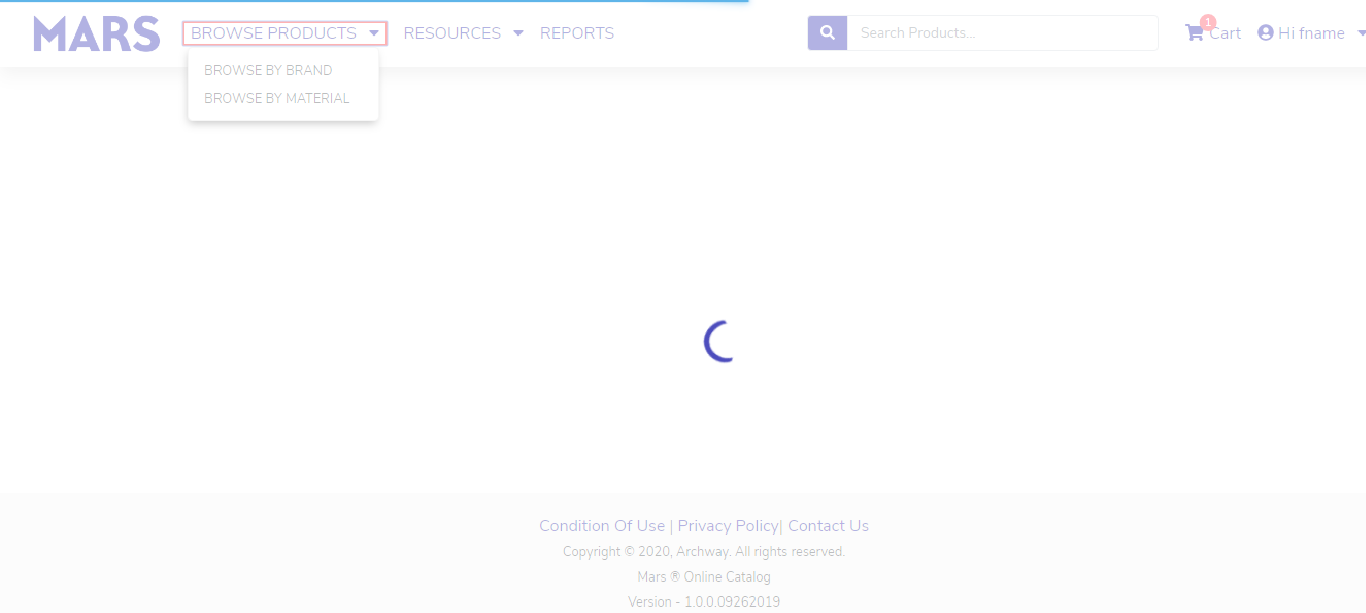 MARS
BROWSE PRODUCTS
RESOURCES
REPORTS
Search Products...
1
Cart
Hi fname
BROWSE BY BRAND
BROWSE BY MATERIAL
Condition Of Use | Privacy Policy| Contact Us
Copyright © 2020, Archway. All rights reserved.
Mars ® Online Catalog
Version - 1.0.0.09262019